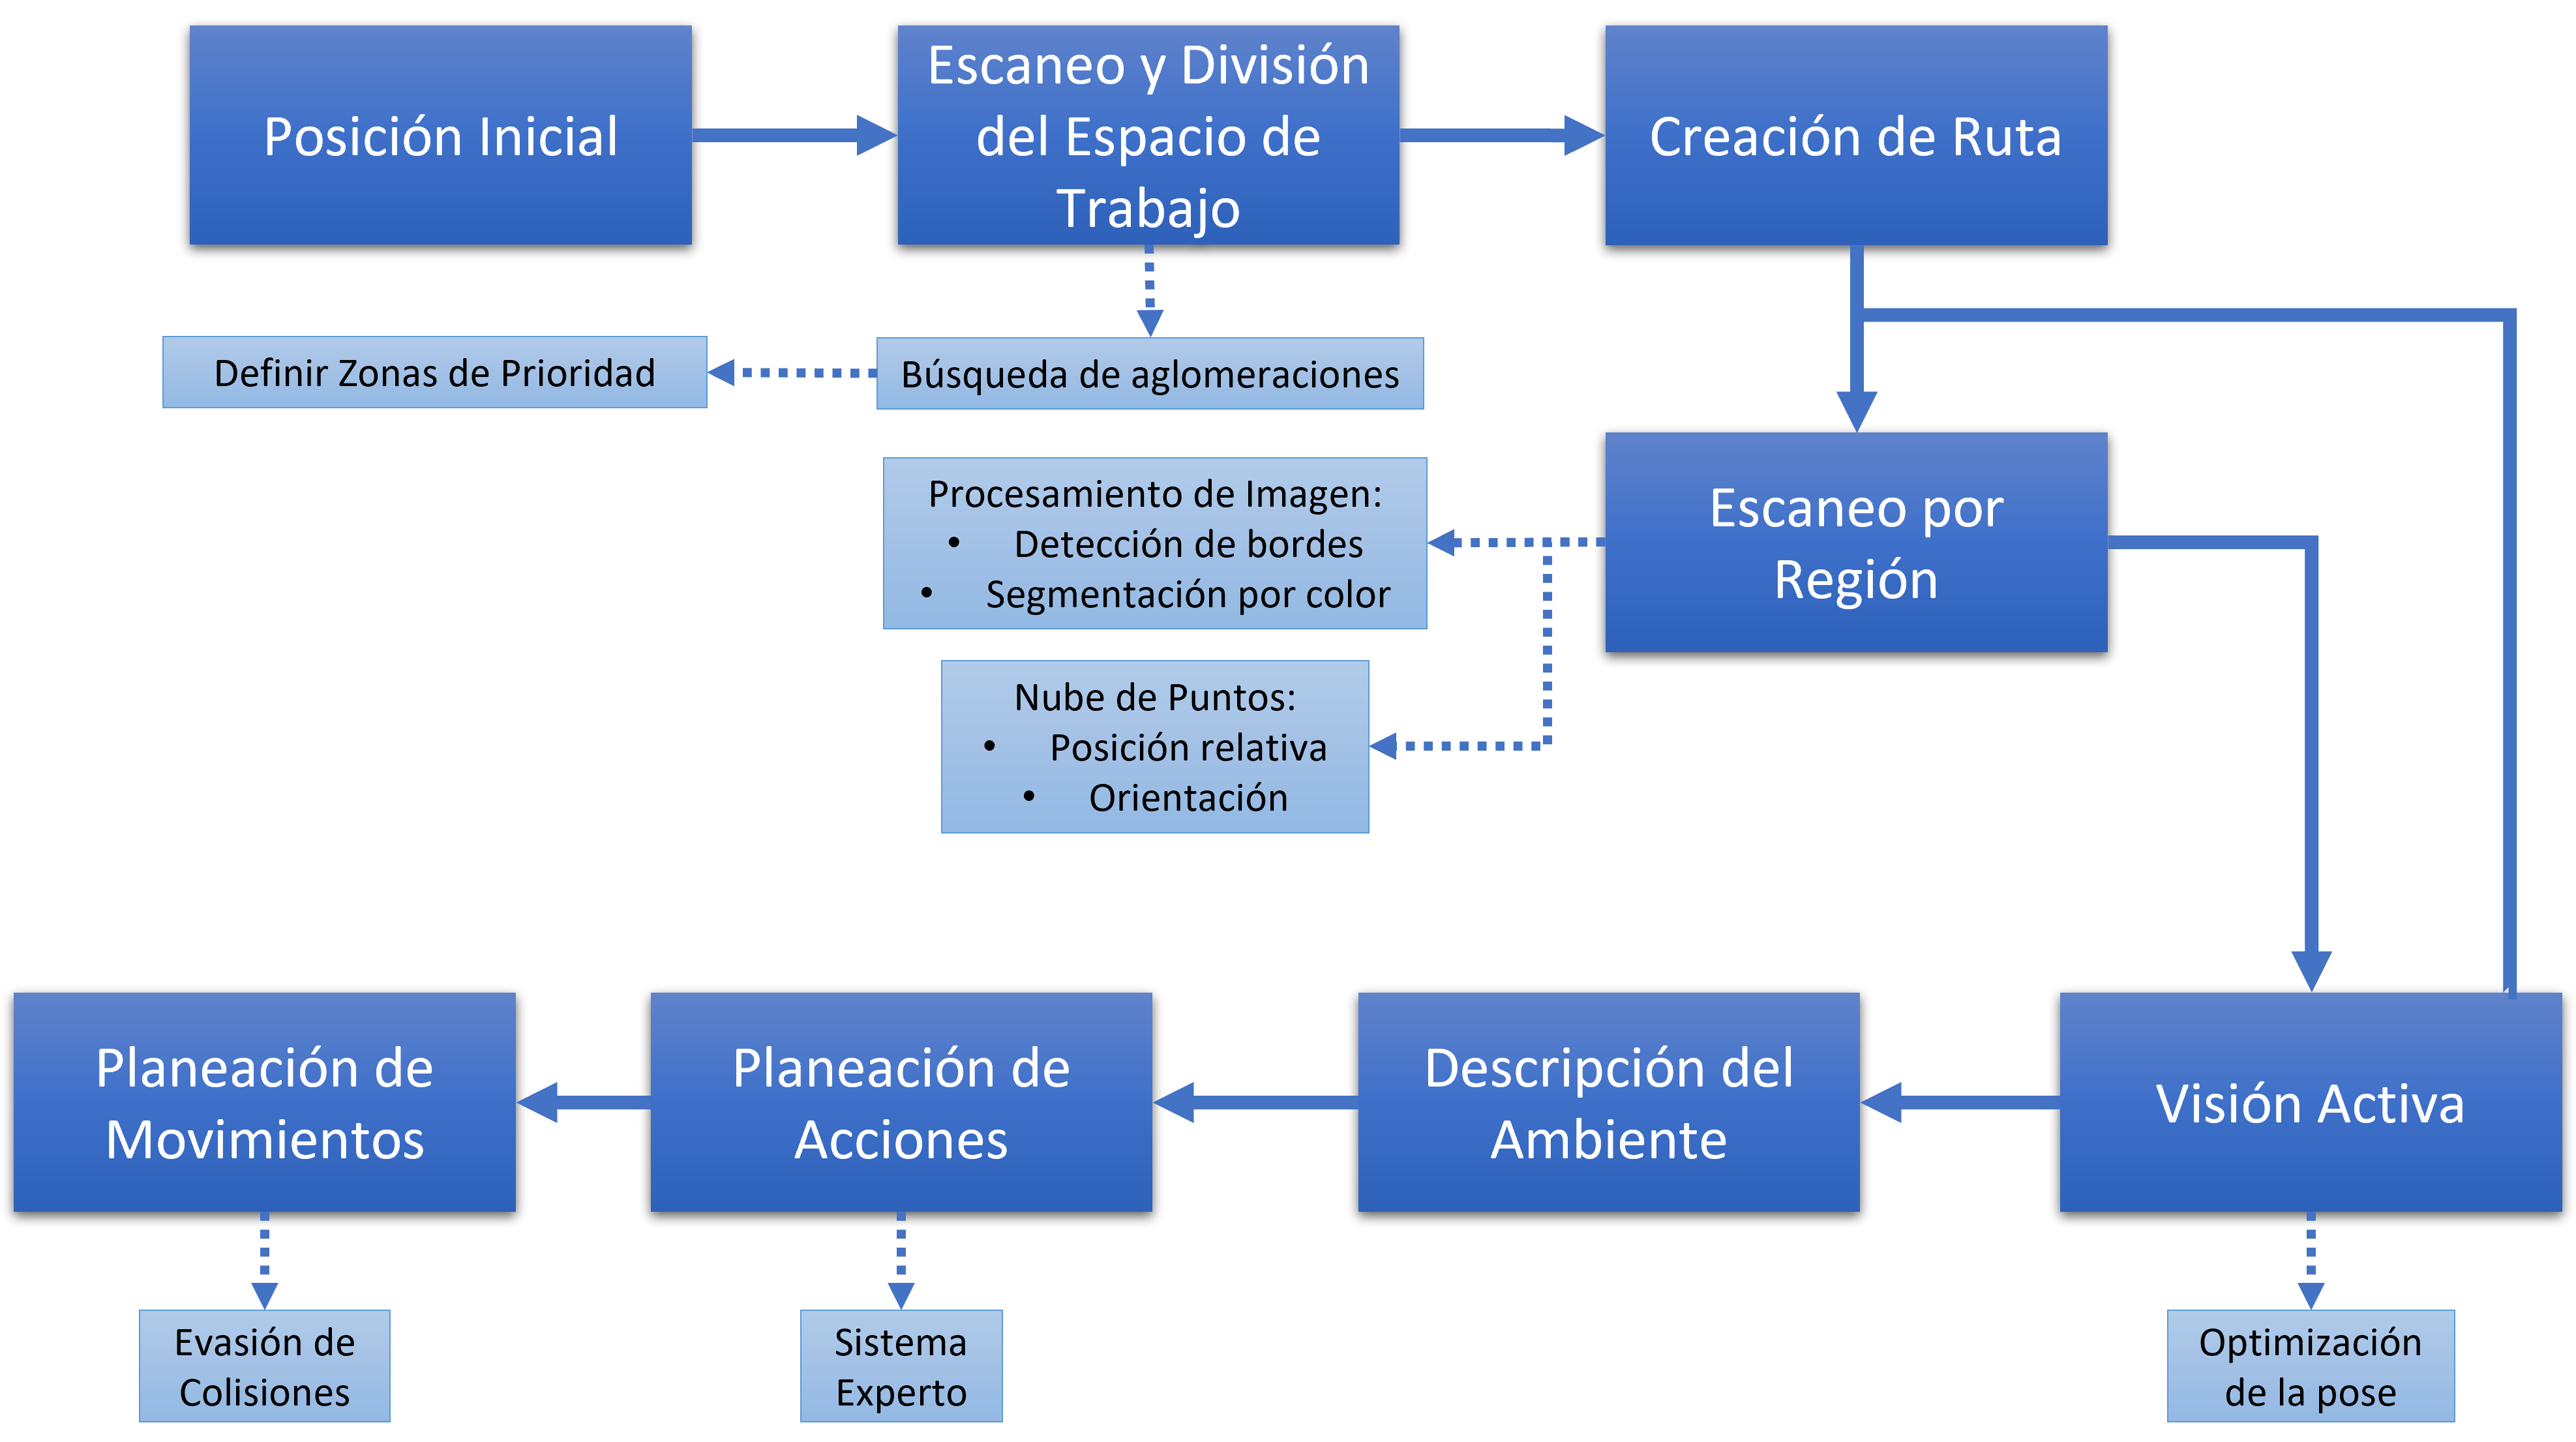 Posición Inicial
Escaneo y División
del Espacio de
Trabajo
Creación de Ruta
Definir Zonas de Prioridad
Búsqueda de aglomeraciones
Procesamiento de Imagen:
• Detección de bordes
• Segmentación por color
Escaneo por
Región
Nube de Puntos:
• Posición relativa
• Orientación
Planeación de
Movimientos
Planeación de
Acciones
Descripción del
Ambiente
Visión Activa
Evasión de
Colisiones
Sistema
Experto
Optimización
de la pose